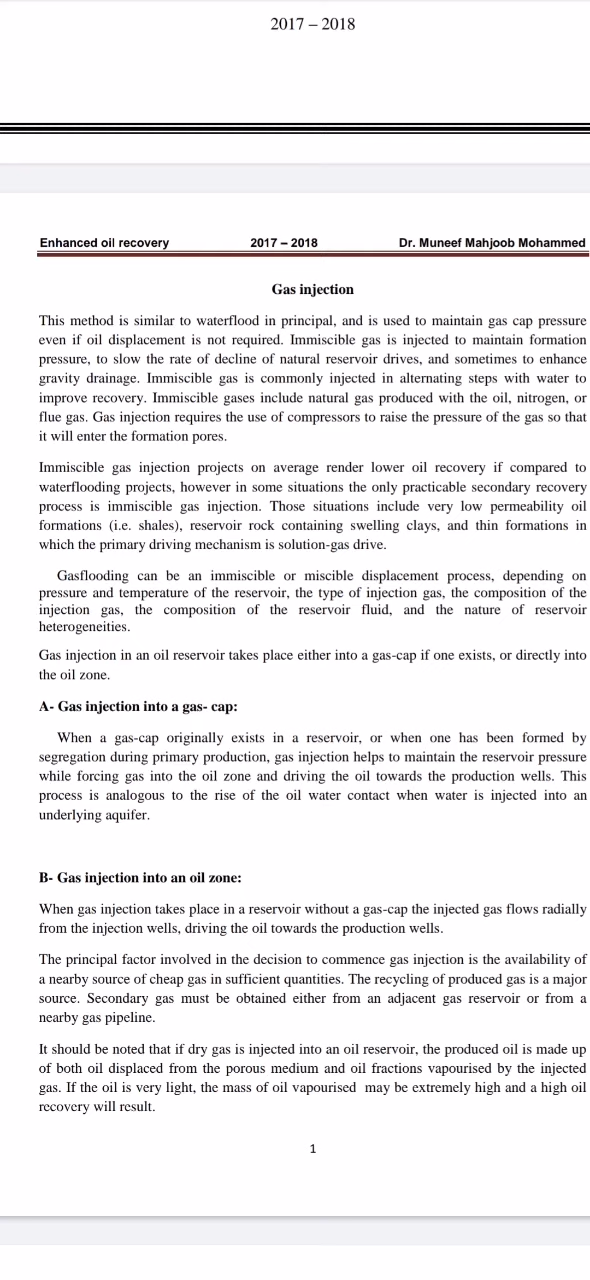 2017 – 2018
Enhanced oil recovery 2017 – 2018 Dr. Muneef Mahjoob Mohammed
Gas injection
This method is similar to waterflood in principal, and is used to maintain gas cap pressure
even if oil displacement is not required. Immiscible gas is injected to maintain formation
pressure, to slow the rate of decline of natural reservoir drives, and sometimes to enhance
gravity drainage. Immiscible gas is commonly injected in alternating steps with water to
improve recovery. Immiscible gases include natural gas produced with the oil, nitrogen, or
flue gas. Gas injection requires the use of compressors to raise the pressure of the gas so that
it will enter the formation pores.
Immiscible gas injection projects on average render lower oil recovery if compared to
waterflooding projects, however in some situations the only practicable secondary recovery
process is immiscible gas injection. Those situations include very low permeability oil
formations (i.e. shales), reservoir rock containing swelling clays, and thin formations in
which the primary driving mechanism is solution-gas drive.
Gasflooding can be an immiscible or miscible displacement process, depending on
pressure and temperature of the reservoir, the type of injection gas, the composition of the
injection gas, the composition of the reservoir fluid, and the nature of reservoir
heterogeneities.
Gas injection in an oil reservoir takes place either into a gas-cap if one exists, or directly into
the oil zone.
A- Gas injection into a gas- cap:
When a gas-cap originally exists in a reservoir, or when one has been formed by
segregation during primary production, gas injection helps to maintain the reservoir pressure
while forcing gas into the oil zone and driving the oil towards the production wells. This
process is analogous to the rise of the oil water contact when water is injected into an
underlying aquifer.
B- Gas injection into an oil zone:
When gas injection takes place in a reservoir without a gas-cap the injected gas flows radially
from the injection wells, driving the oil towards the production wells.
The principal factor involved in the decision to commence gas injection is the availability of
a nearby source of cheap gas in sufficient quantities. The recycling of produced gas is a major
source. Secondary gas must be obtained either from an adjacent gas reservoir or from a
nearby gas pipeline.
It should be noted that if dry gas is injected into an oil reservoir, the produced oil is made up
of both oil displaced from the porous medium and oil fractions vapourised by the injected
gas. If the oil is very light, the mass of oil vapourised may be extremely high and a high oil
recovery will result.
1